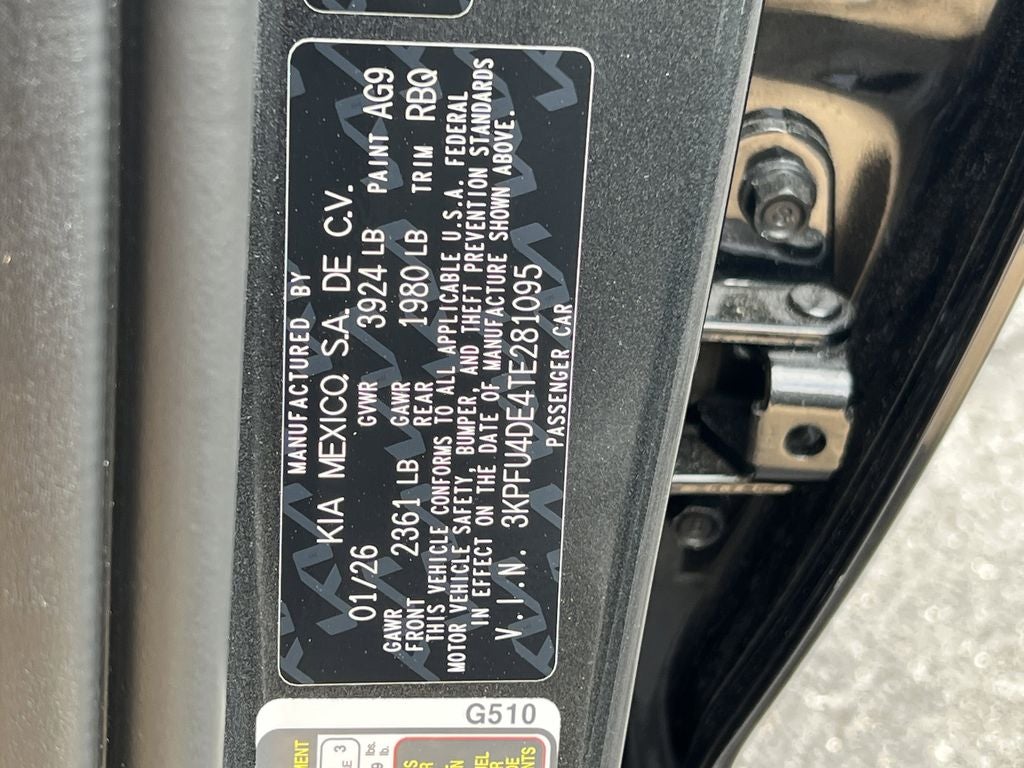 MANUFACTURED BY
KIA MEXICO, S.A. DE C.V.
01/26 GVWR 3924 LB PAINT AG9
GAWR FRONT 2361 LB GAWR REAR 1980 LB TRIM RBQ
THIS VEHICLE CONFORMS TO ALL APPLICABLE U.S.A. FEDERAL
MOTOR VEHICLE SAFETY, BUMPER, AND THEFT PREVENTION STANDARDS
IN EFFECT ON THE DATE OF MANUFACTURE SHOWN ABOVE.
V.I.N. 3KPFU4DE4TE281095
PASSENGER CAR
G510